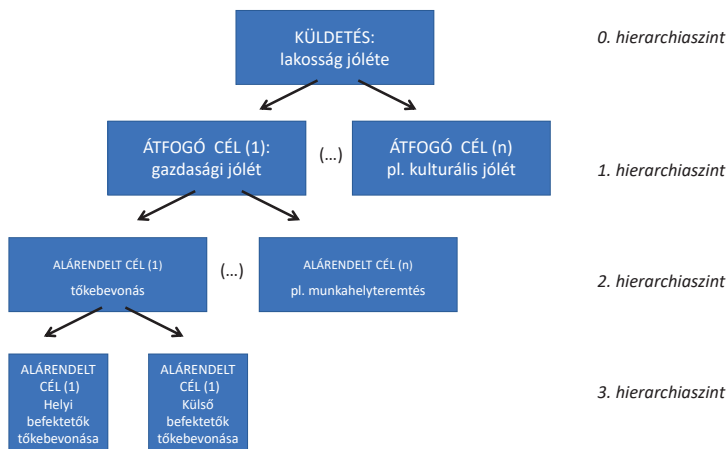 KÜLDETÉS:
lakosság jóléte
0. hierarchiaszint
ÁTFOGÓ CÉL (1):
gazdasági jólét
(...)
ÁTFOGÓ CÉL (n)
pl. kulturális jólét
1. hierarchiaszint
ALÁRENDELT CÉL (1)
tőkebevonás
(...)
ALÁRENDELT CÉL (n)
pl. munkahelyteremtés
2. hierarchiaszint
ALÁRENDELT
CÉL (1)
Helyi
befektetők
tőkebevonása
ALÁRENDELT
CÉL (1)
Külső
befektetők
tőkebevonása
3. hierarchiaszint